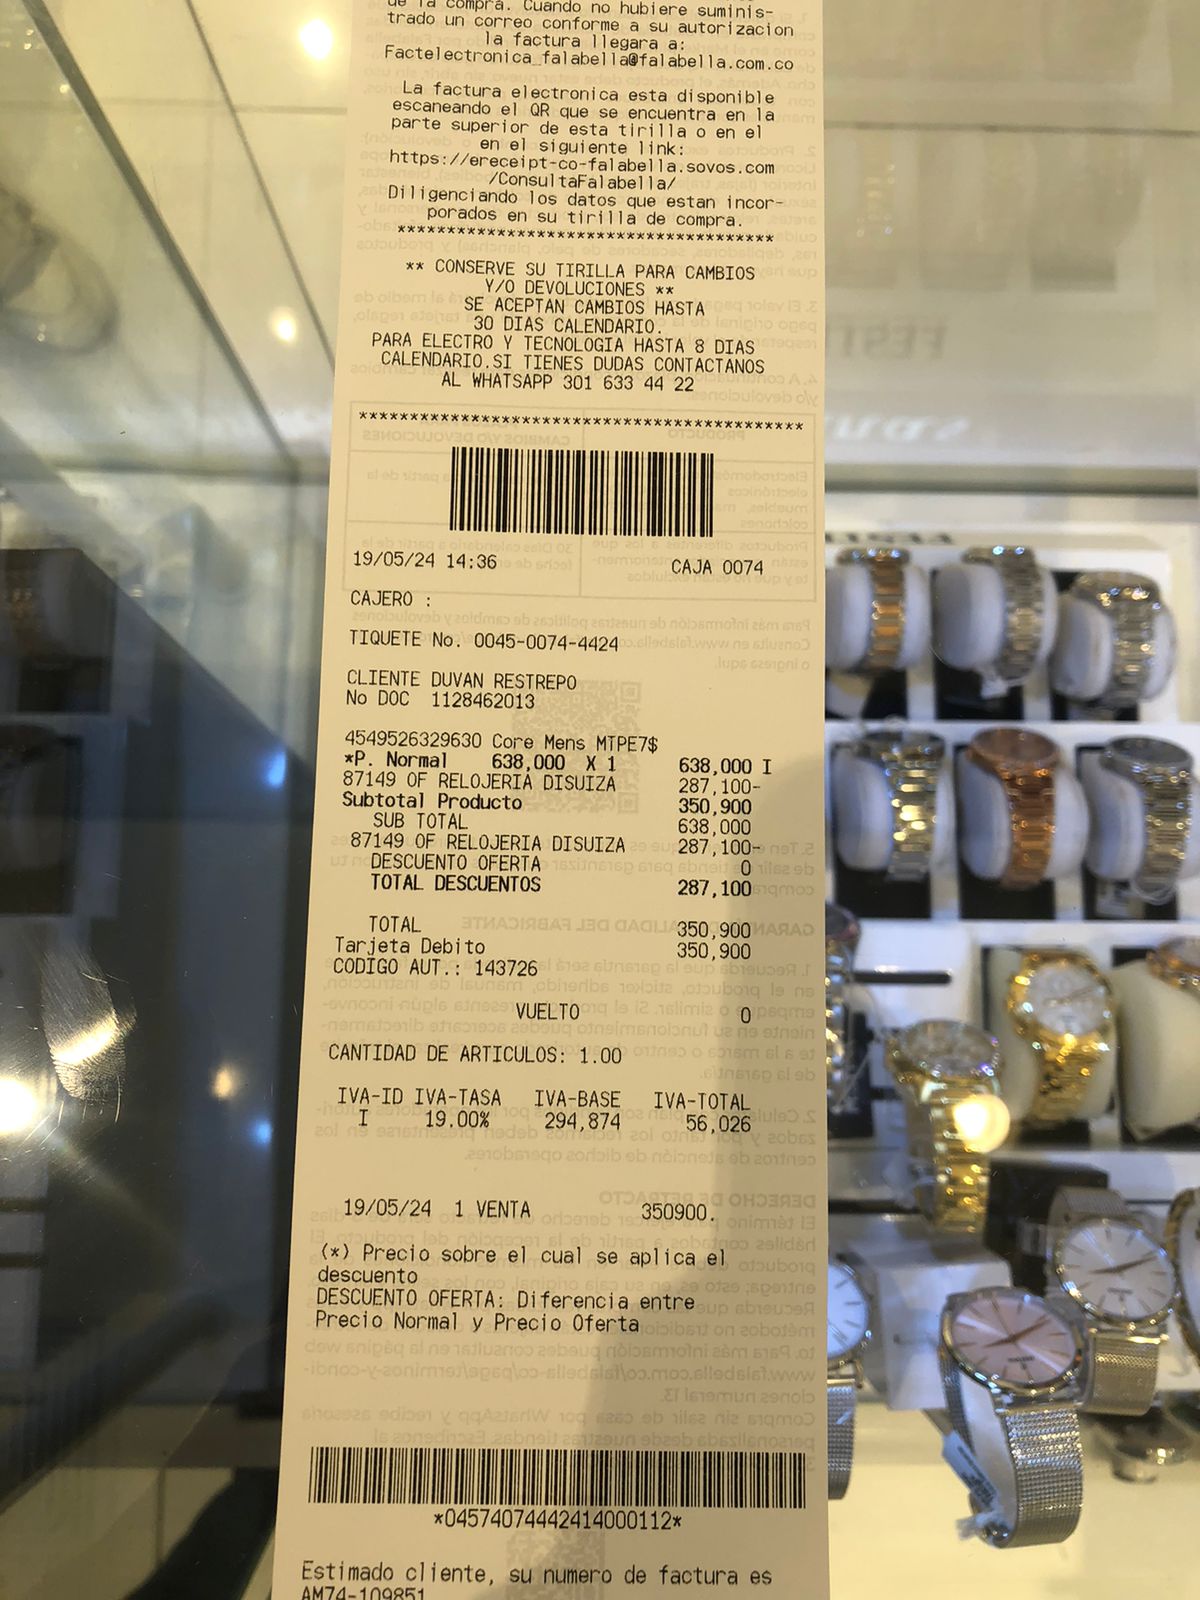 de la compra. Cuando no hubiere suminis-
trado un correo conforme a su autorizacion
la factura llegara a:
Factelectronica_falabella@falabella.com.co
La factura electronica esta disponible
escaneando el QR que se encuentra en la
parte superior de esta tirilla o en el
en el siguiente link:
https://ereceipt-co-falabella.sovos.com
/ConsultaFalabella/
Diligenciando los datos que estan incor-
porados en su tirilla de compra.
*************************************
** CONSERVE SU TIRILLA PARA CAMBIOS
Y/O DEVOLUCIONES **
SE ACEPTAN CAMBIOS HASTA
30 DIAS CALENDARIO.
PARA ELECTRO Y TECNOLOGIA HASTA 8 DIAS
CALENDARIO.SI TIENES DUDAS CONTACTANOS
AL WHATSAPP 301 633 44 22
*******************************************
19/05/24 14:36 CAJA 0074
CAJERO :
TIQUETE No. 0045-0074-4424
CLIENTE DUVAN RESTREPO
No DOC 1128462013
4549526329630 Core Mens MTPE7$
*P. Normal 638,000 X 1 638,000 I
87149 OF RELOJERIA DISUIZA 287,100-
Subtotal Producto 350,900
SUB TOTAL 638,000
87149 OF RELOJERIA DISUIZA 287,100-
DESCUENTO OFERTA 0
TOTAL DESCUENTOS 287,100
TOTAL 350,900
Tarjeta Debito 350,900
CODIGO AUT.: 143726
VUELTO 0
CANTIDAD DE ARTICULOS: 1.00
IVA-ID IVA-TASA IVA-BASE IVA-TOTAL
I 19.00% 294,874 56,026
19/05/24 1 VENTA 350900.
(*) Precio sobre el cual se aplica el
descuento
DESCUENTO OFERTA: Diferencia entre
Precio Normal y Precio Oferta
*04574074442414000112*
Estimado cliente, su numero de factura es
AM74-109851